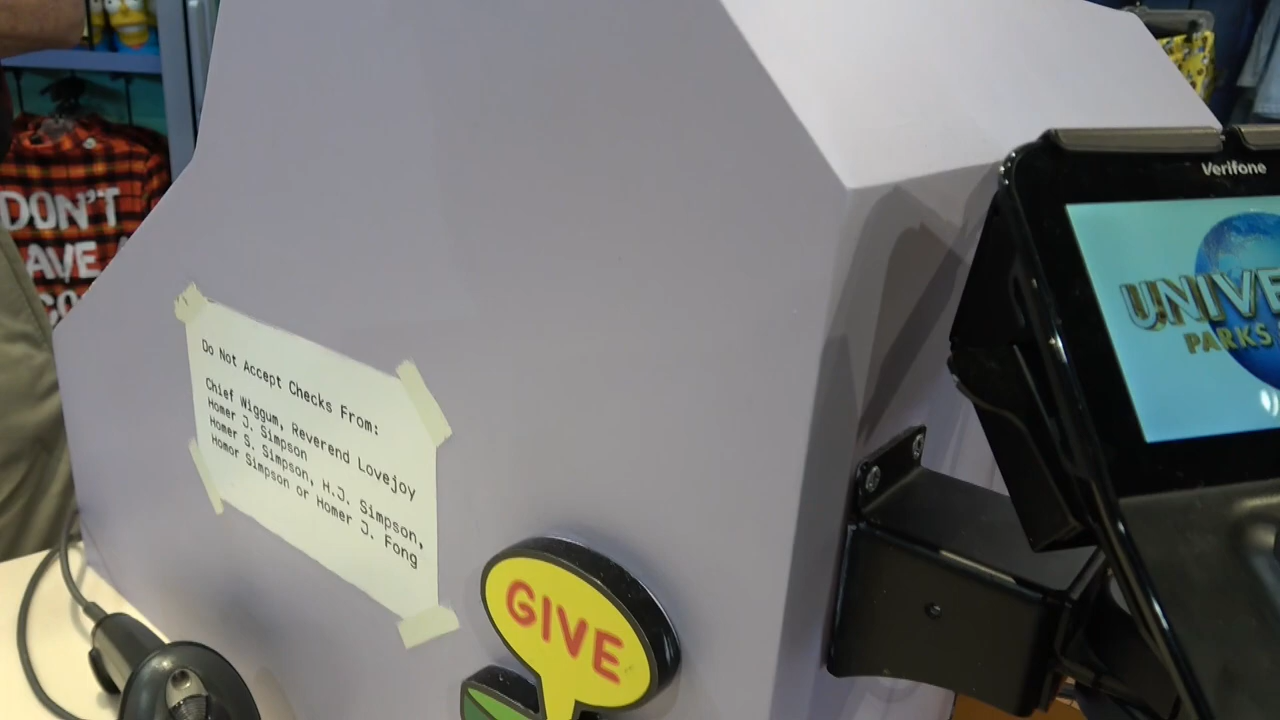 DON'T
AVE A
CO
Do Not Accept Checks From:
Chief Wiggum, Reverend Lovejoy
Homer J. Simpson
Homer S. Simpson, H.J. Simpson,
Homor Simpson or Homer J. Fong
GIVE
Verifone
UNIVE
PARKS